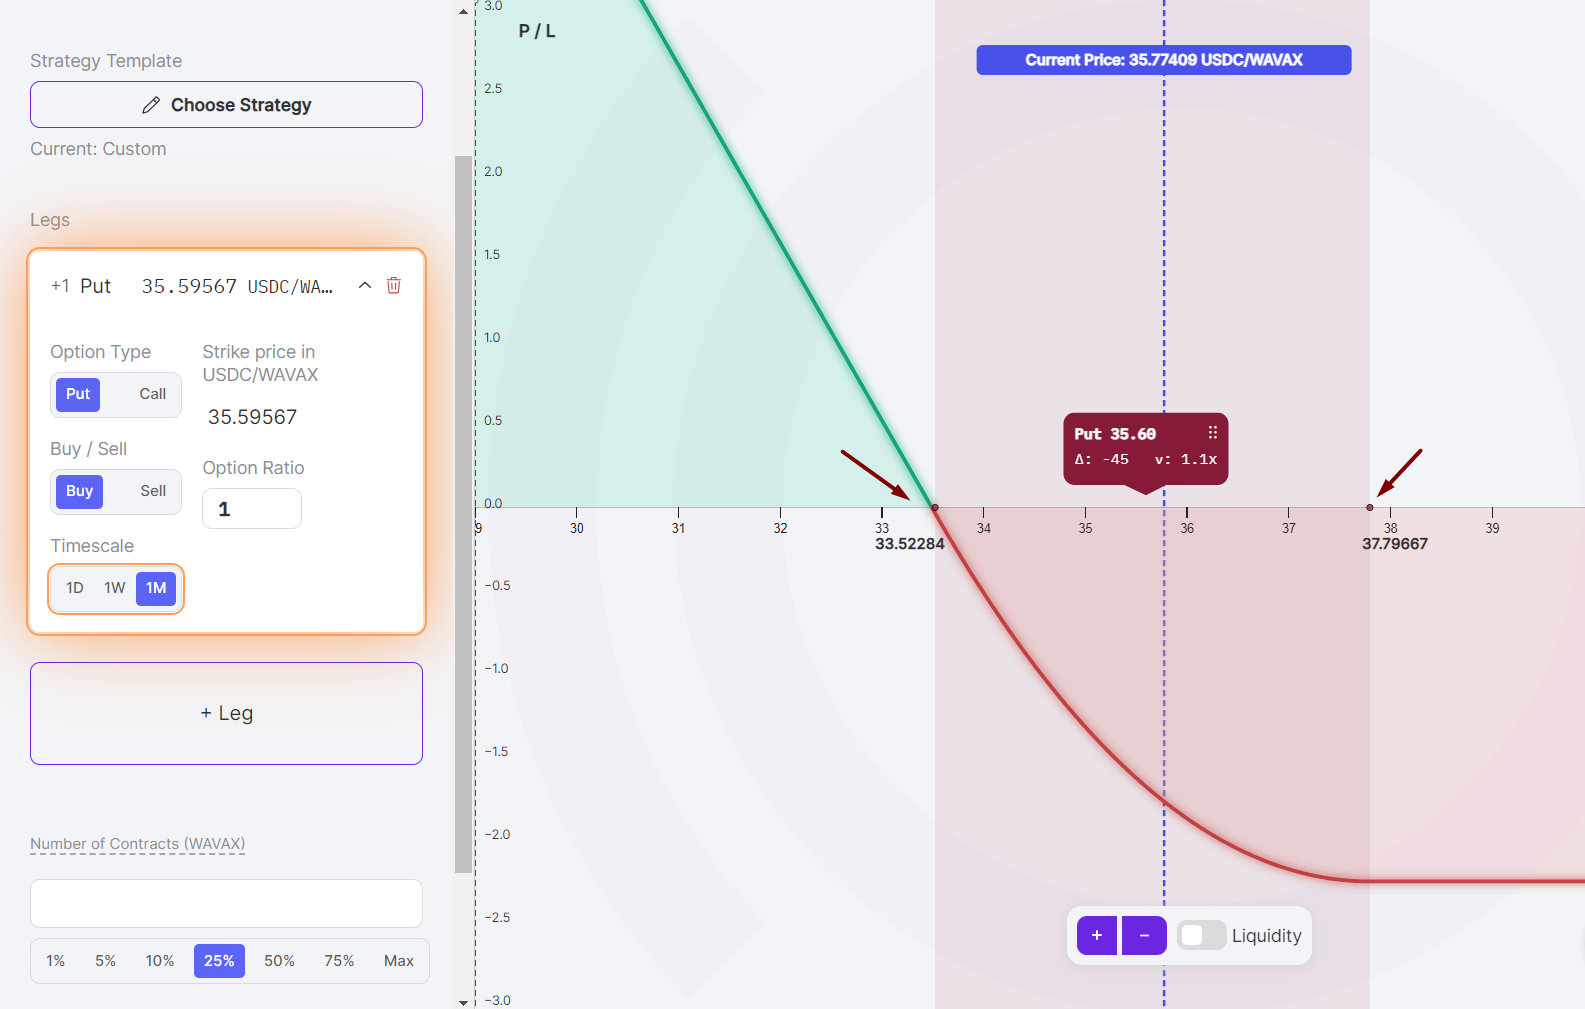 Strategy Template
Choose Strategy
Current: Custom
Legs
+1 Put 35.59567 USDC/WA…
Option Type
Put Call
Strike price in
USDC/WAVAX
35.59567
Buy / Sell
Buy Sell
Option Ratio
1
Timescale
1D 1W 1M
+ Leg
Number of Contracts (WAVAX)
1% 5% 10% 25% 50% 75% Max
P / L
Current Price: 35.77409 USDC/WAVAX
3.0
2.5
2.0
1.5
1.0
0.5
0.0
−0.5
−1.0
−1.5
−2.0
−2.5
−3.0
Put 35.60
Δ: -45 v: 1.1x
9 30 31 32 33 34 35 36 37 38 39
33.52284 37.79667
+ − Liquidity